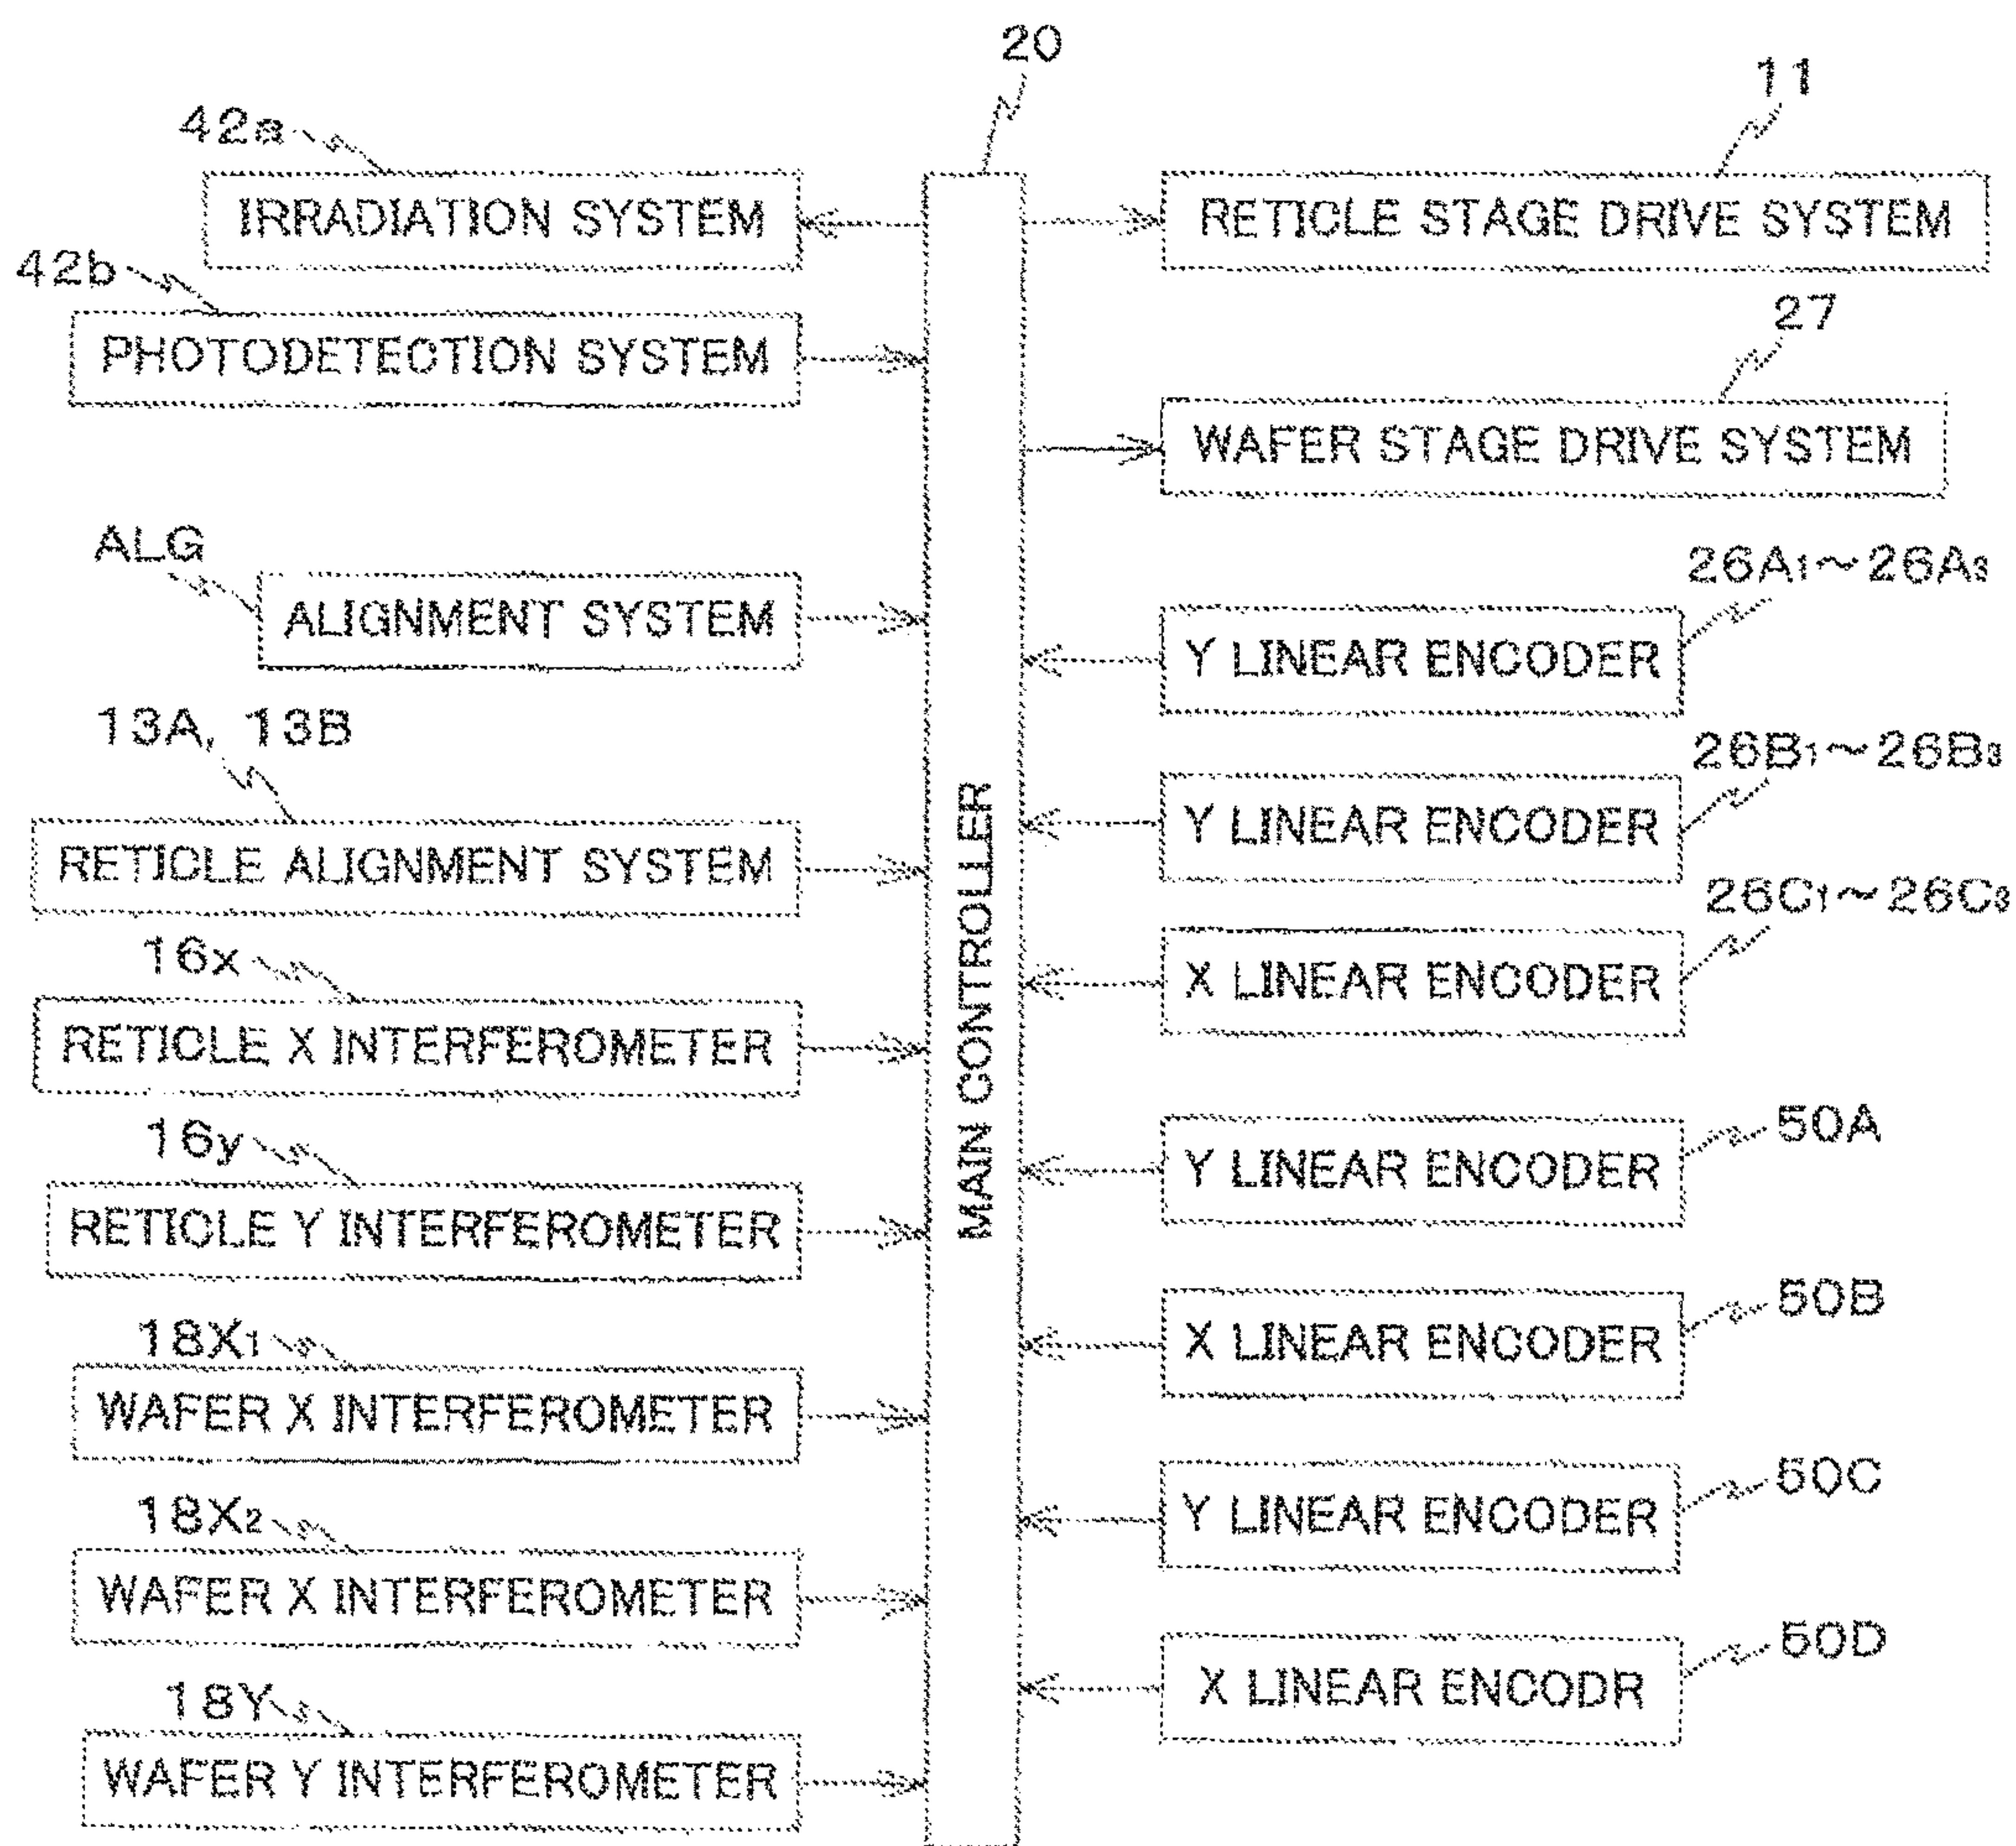 20
42a
IRRADIATION SYSTEM
42b
PHOTODETECTION SYSTEM
ALG
ALIGNMENT SYSTEM
13A, 13B
RETICLE ALIGNMENT SYSTEM
16x
RETICLE X INTERFEROMETER
16y
RETICLE Y INTERFEROMETER
18X1
WAFER X INTERFEROMETER
18X2
WAFER X INTERFEROMETER
18Y
WAFER Y INTERFEROMETER
MAIN CONTROLLER
11
RETICLE STAGE DRIVE SYSTEM
27
WAFER STAGE DRIVE SYSTEM
26A1~26A3
Y LINEAR ENCODER
26B1~26B3
Y LINEAR ENCODER
26C1~26C3
X LINEAR ENCODER
50A
Y LINEAR ENCODER
50B
X LINEAR ENCODER
50C
Y LINEAR ENCODER
50D
X LINEAR ENCODR